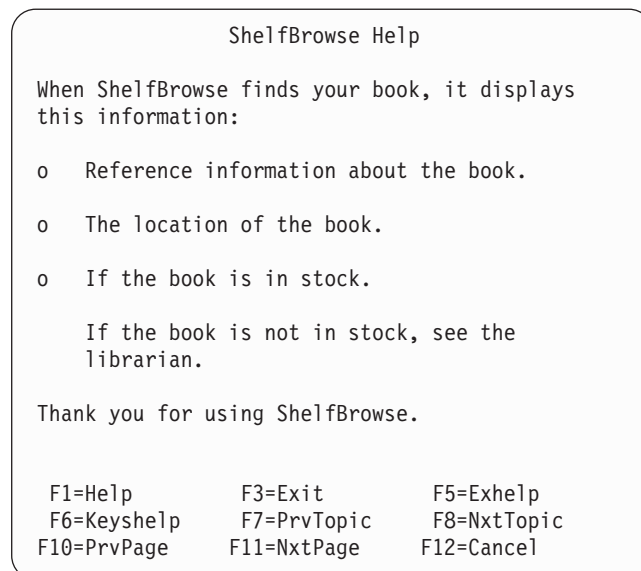 ShelfBrowse Help
When ShelfBrowse finds your book, it displays
this information:
o Reference information about the book.
o The location of the book.
o If the book is in stock.
If the book is not in stock, see the
librarian.
Thank you for using ShelfBrowse.
F1=Help F3=Exit F5=Exhelp
F6=Keyshelp F7=PrvTopic F8=NxtTopic
F10=PrvPage F11=NxtPage F12=Cancel